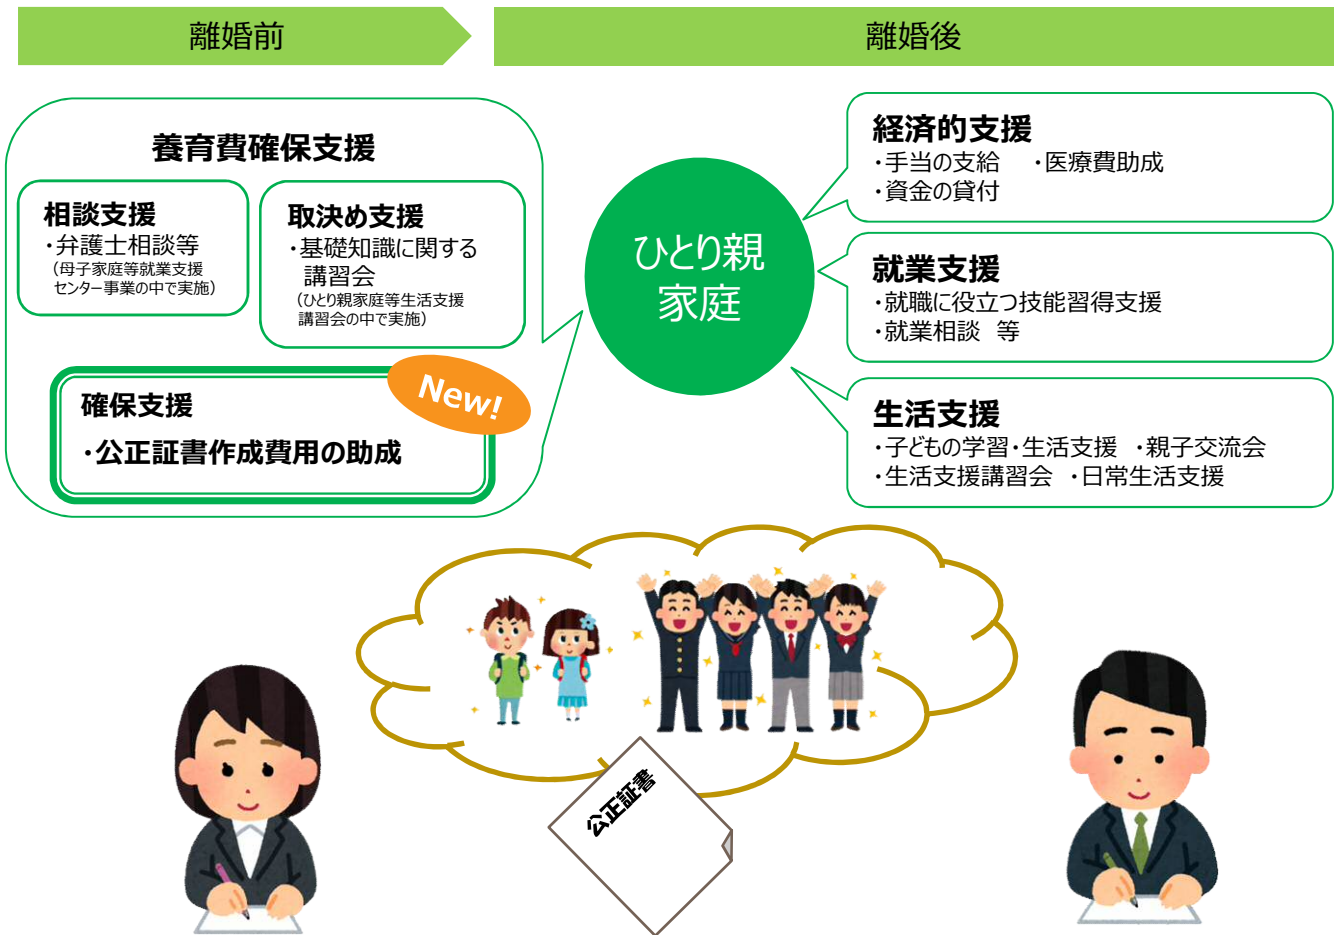 離婚前
離婚後
養育費確保支援
相談支援
・弁護士相談等
(母子家庭等就業支援
センター事業の中で実施)
取決め支援
・基礎知識に関する
講習会
(ひとり親家庭等生活支援
講習会の中で実施)
確保支援
・公正証書作成費用の助成
New!
ひとり親
家庭
経済的支援
・手当の支給 ・医療費助成
・資金の貸付
就業支援
・就職に役立つ技能習得支援
・就業相談 等
生活支援
・子どもの学習・生活支援 ・親子交流会
・生活支援講習会 ・日常生活支援
公正証書